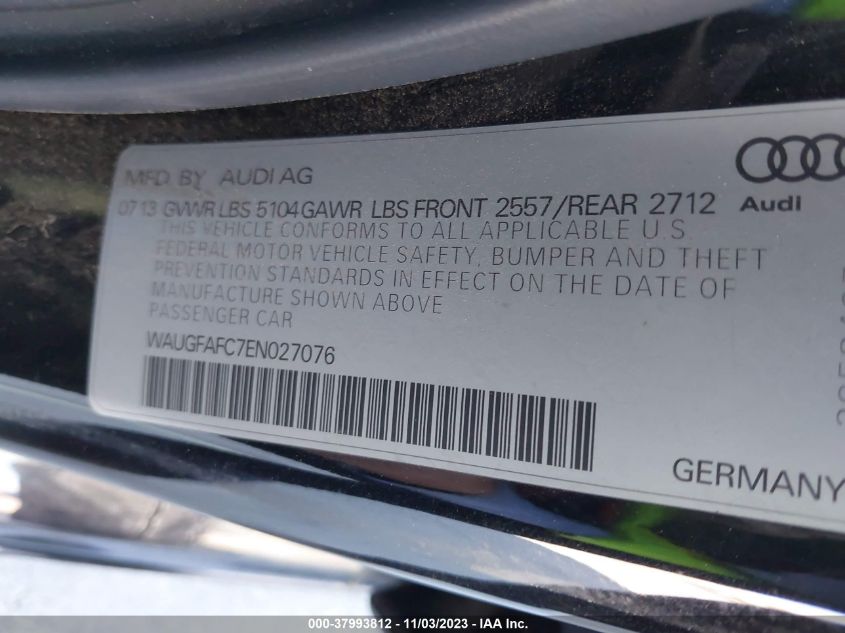 MFD. BY AUDI AG
07 13 GVWR LBS 5104 GAWR LBS FRONT 2557/REAR 2712
THIS VEHICLE CONFORMS TO ALL APPLICABLE U.S.
FEDERAL MOTOR VEHICLE SAFETY, BUMPER AND THEFT
PREVENTION STANDARDS IN EFFECT ON THE DATE OF
MANUFACTURE SHOWN ABOVE
PASSENGER CAR
WAUGFAFC7EN027076
Audi
GERMANY
000-37993812 - 11/03/2023 - IAA Inc.